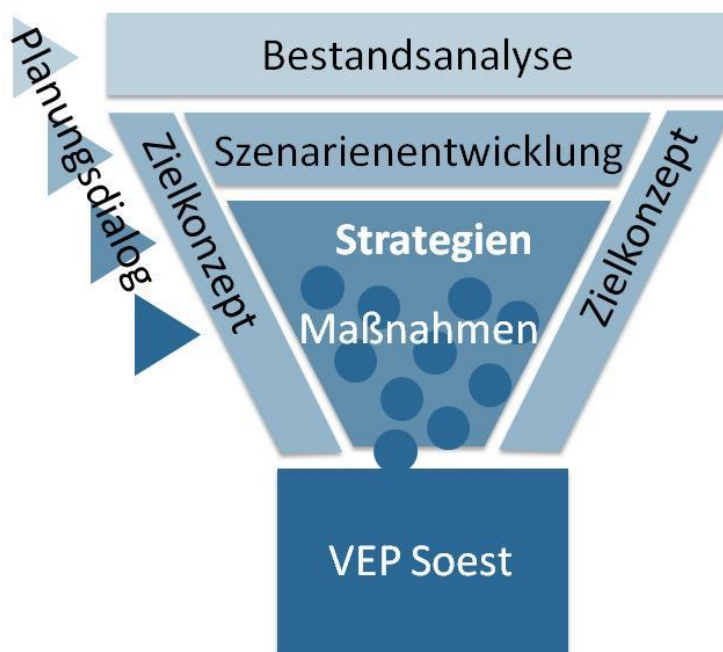 Bestandsanalyse
Planungsdialog
Zielkonzept
Szenarienentwicklung
Zielkonzept
Strategien
Maßnahmen
VEP Soest